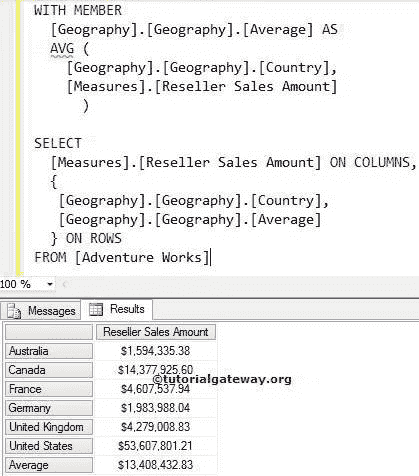 WITH MEMBER
[Geography].[Geography].[Average] AS
AVG (
[Geography].[Geography].[Country],
[Measures].[Reseller Sales Amount]
)
SELECT
[Measures].[Reseller Sales Amount] ON COLUMNS,
{
[Geography].[Geography].[Country],
[Geography].[Geography].[Average]
} ON ROWS
FROM [Adventure Works]
100 %
Messages Results
Reseller Sales Amount
Australia $1,594,335.38
Canada $14,377,925.60
©tutorialgateway.org
France $4,607,537.94
Germany $1,983,988.04
United Kingdom $4,279,008.83
United States $53,607,801.21
Average $13,408,432.83